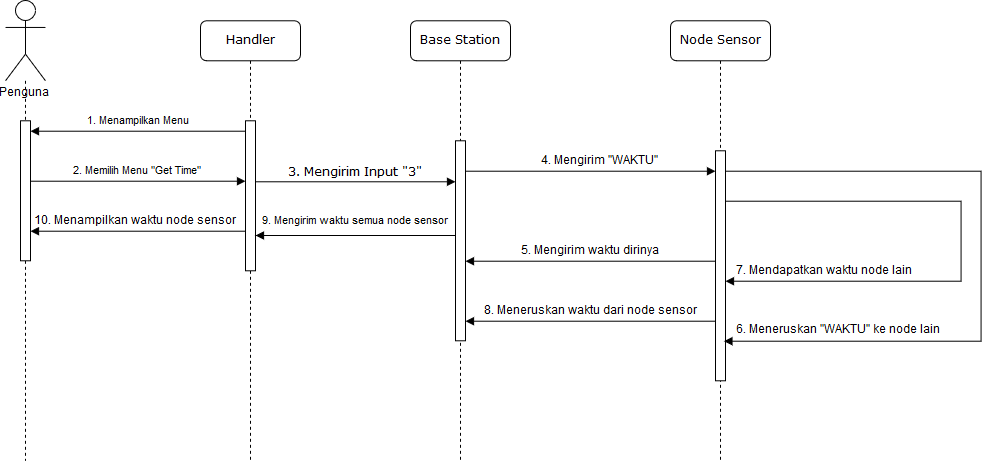 Handler
Base Station
Node Sensor
Penguna
1. Menampilkan Menu
2. Memilih Menu "Get Time"
3. Mengirim Input "3"
4. Mengirim "WAKTU"
10. Menampilkan waktu node sensor
9. Mengirim waktu semua node sensor
5. Mengirim waktu dirinya
7. Mendapatkan waktu node lain
8. Meneruskan waktu dari node sensor
6. Meneruskan "WAKTU" ke node lain